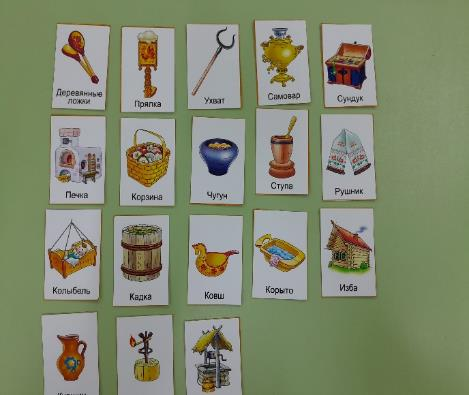 Деревянные
ложки
Прялка
Ухват
Самовар
Сундук
Печка
Корзина
Чугун
Ступа
Рушник
Колыбель
Кадка
Ковш
Корыто
Изба